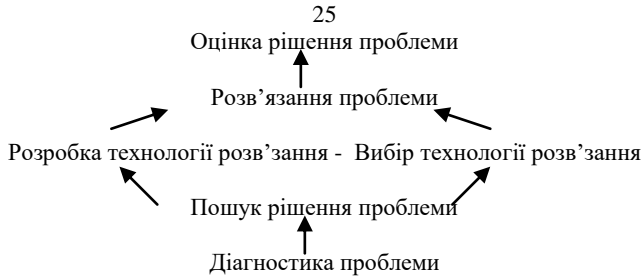 25
Оцінка рішення проблеми
Розв’язання проблеми
Розробка технології розв’зання - Вибір технології розв’зання
Пошук рішення проблеми
Діагностика проблеми